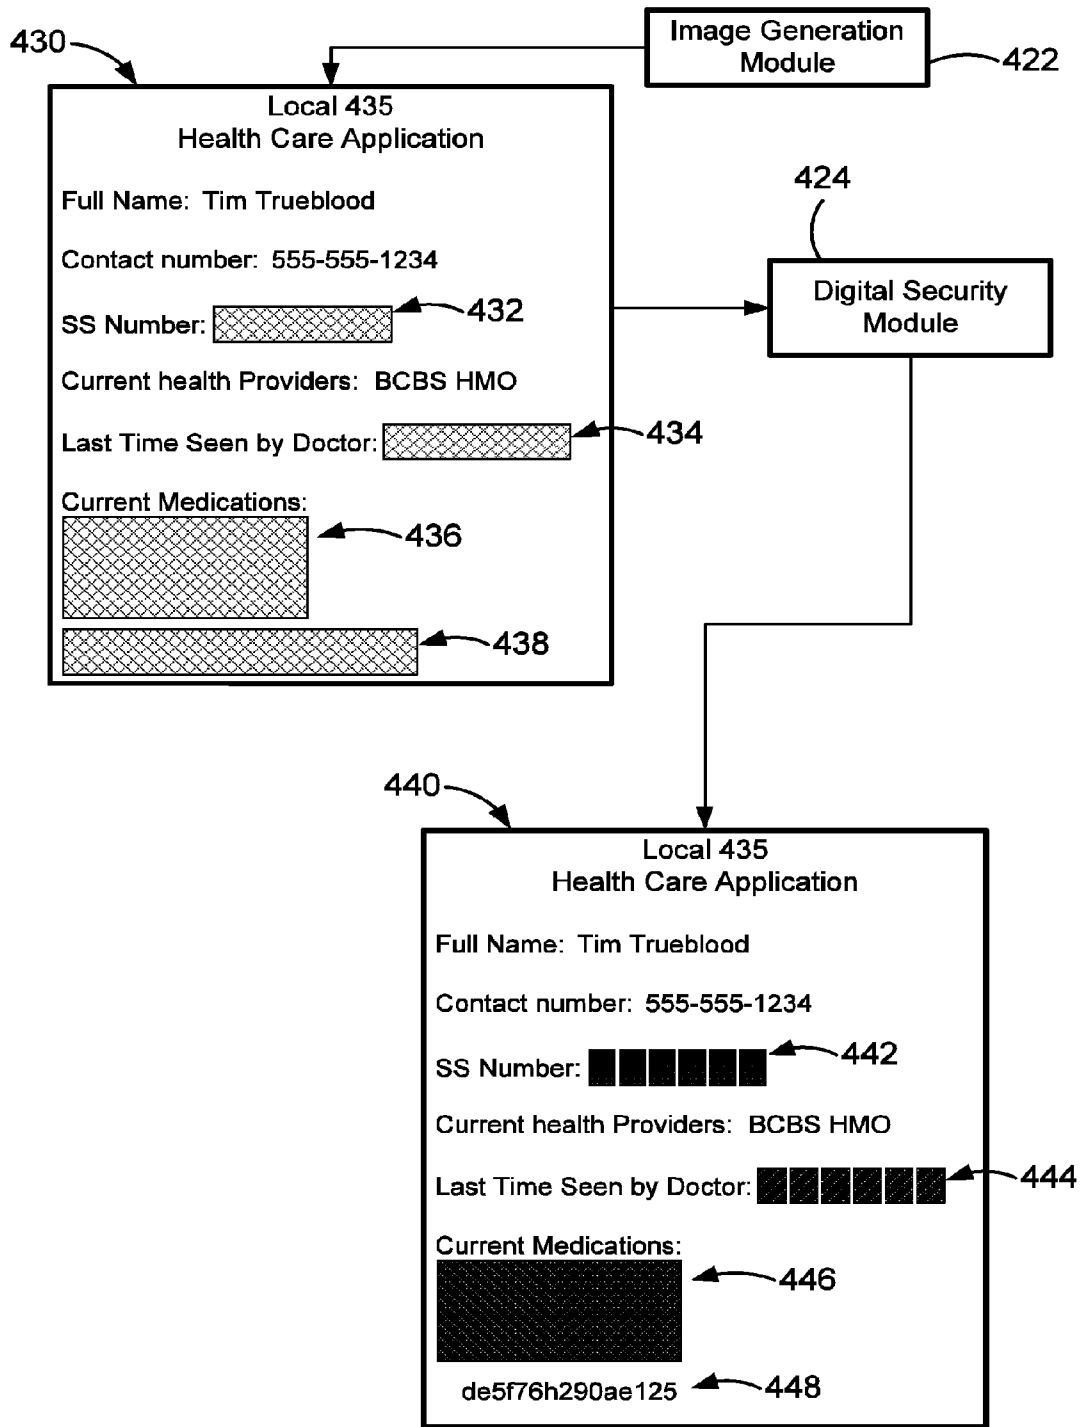 430
Image Generation
Module
422
Local 435
Health Care Application
Full Name: Tim Trueblood
Contact number: 555-555-1234
SS Number:
432
Current health Providers: BCBS HMO
Last Time Seen by Doctor:
434
Current Medications:
436
438
424
Digital Security
Module
440
Local 435
Health Care Application
Full Name: Tim Trueblood
Contact number: 555-555-1234
SS Number:
442
Current health Providers: BCBS HMO
Last Time Seen by Doctor:
444
Current Medications:
446
de5f76h290ae125
448